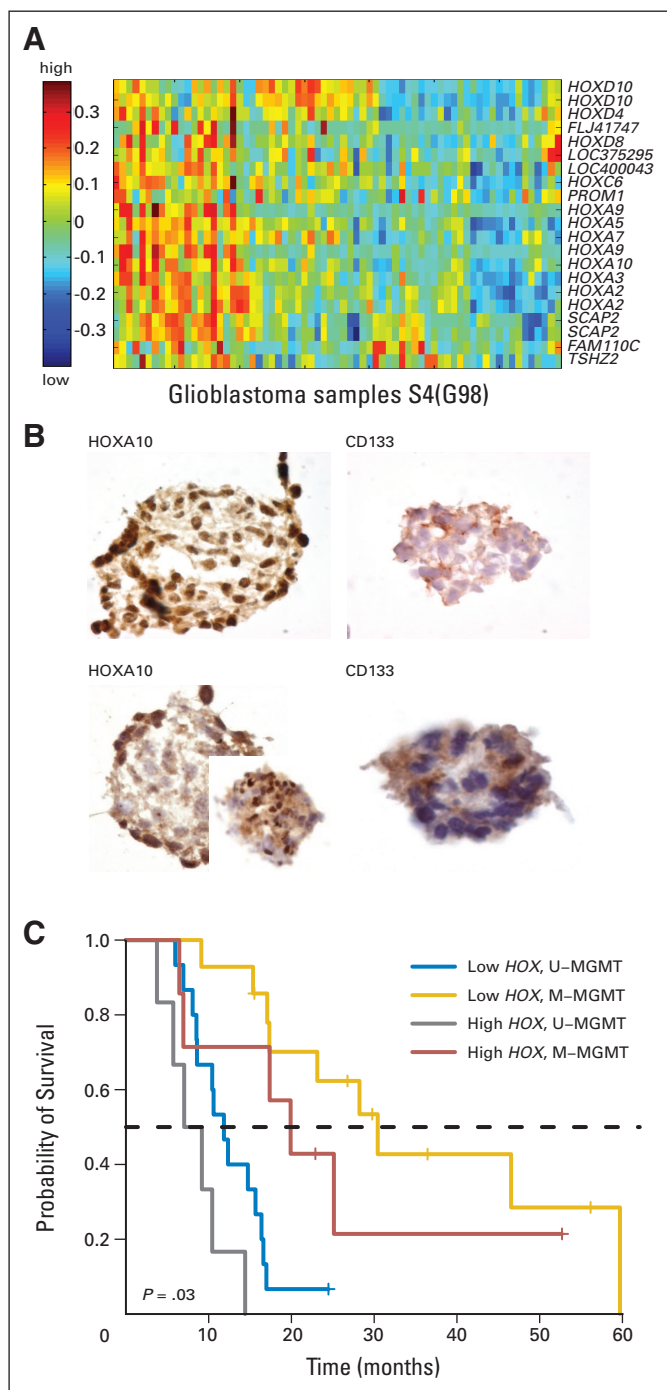 A
high
0.3
0.2
0.1
0
-0.1
-0.2
-0.3
low
HOXD10
HOXD10
HOXD4
FLJ41747
HOXD8
LOC375295
LOC400043
HOXC6
PROM1
HOXA9
HOXA5
HOXA7
HOXA9
HOXA10
HOXA3
HOXA2
HOXA2
SCAP2
SCAP2
FAM110C
TSHZ2
Glioblastoma samples S4(G98)
B
HOXA10
CD133
HOXA10
CD133
C
1.0
0.8
0.6
0.4
0.2
0
10
20
30
40
50
60
Probability of Survival
Time (months)
Low HOX, U–MGMT
Low HOX, M–MGMT
High HOX, U–MGMT
High HOX, M–MGMT
P = .03